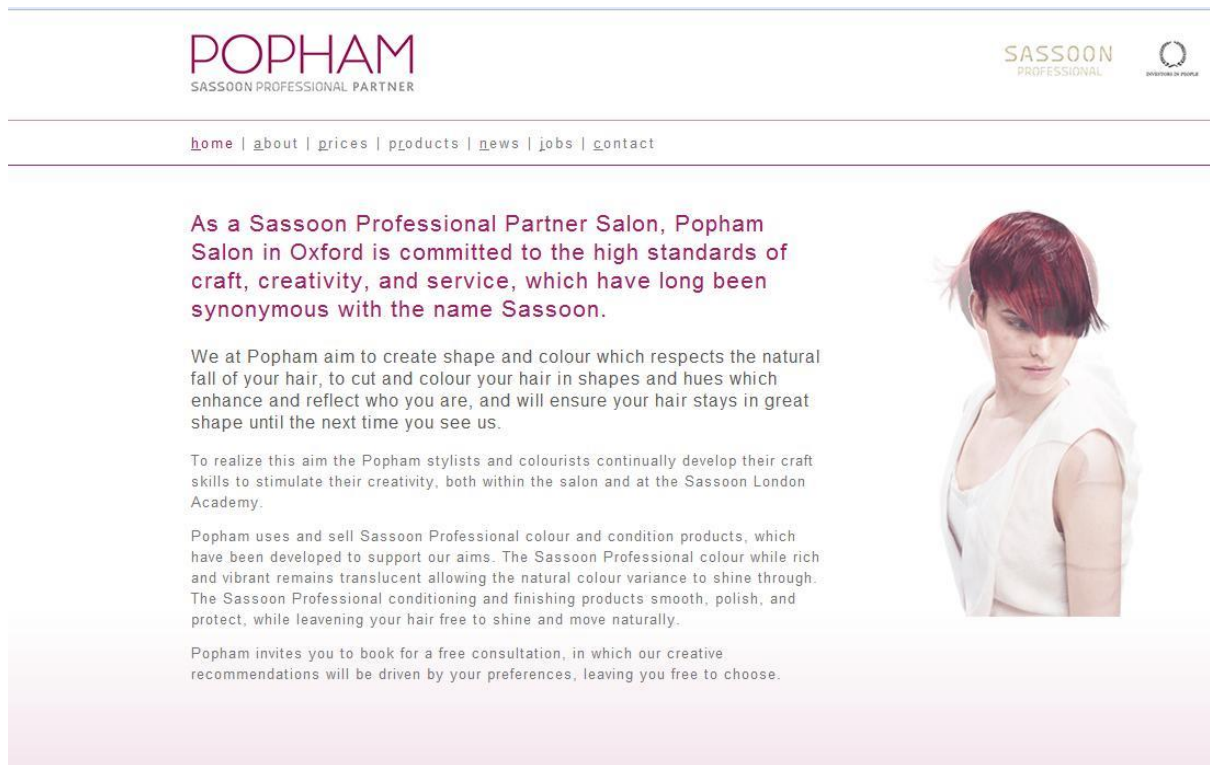 POPHAM
SASSOON PROFESSIONAL PARTNER
SASSOON
PROFESSIONAL
INVESTORS IN PEOPLE
home | about | prices | products | news | jobs | contact
As a Sassoon Professional Partner Salon, Popham
Salon in Oxford is committed to the high standards of
craft, creativity, and service, which have long been
synonymous with the name Sassoon.
We at Popham aim to create shape and colour which respects the natural
fall of your hair, to cut and colour your hair in shapes and hues which
enhance and reflect who you are, and will ensure your hair stays in great
shape until the next time you see us.
To realize this aim the Popham stylists and colourists continually develop their craft
skills to stimulate their creativity, both within the salon and at the Sassoon London
Academy.
Popham uses and sell Sassoon Professional colour and condition products, which
have been developed to support our aims. The Sassoon Professional colour while rich
and vibrant remains translucent allowing the natural colour variance to shine through.
The Sassoon Professional conditioning and finishing products smooth, polish, and
protect, while leavening your hair free to shine and move naturally.
Popham invites you to book for a free consultation, in which our creative
recommendations will be driven by your preferences, leaving you free to choose.